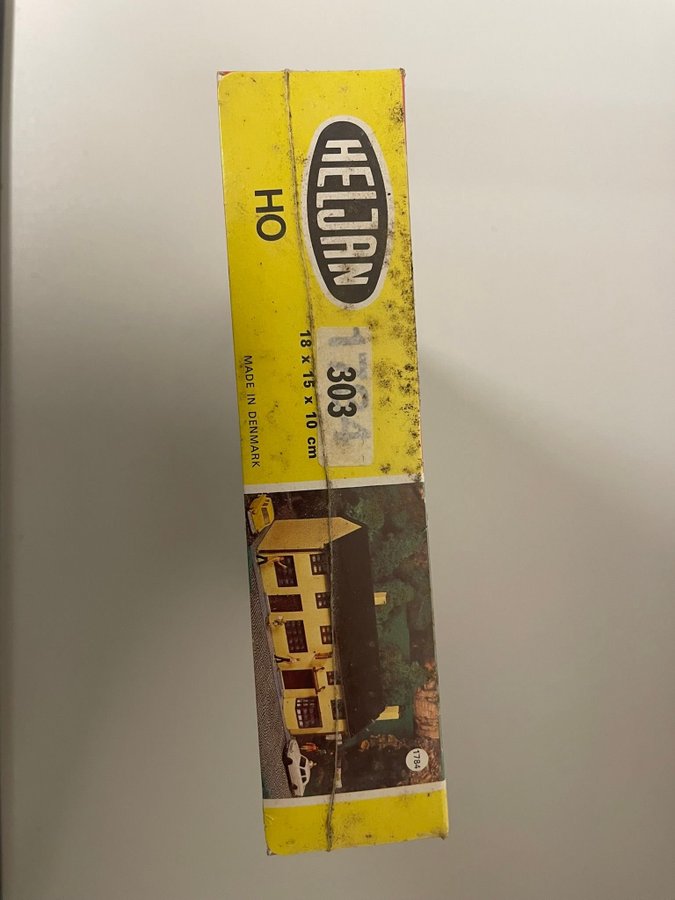 HELJAN
HO
303
18 x 15 x 10 cm
MADE IN DENMARK
1784